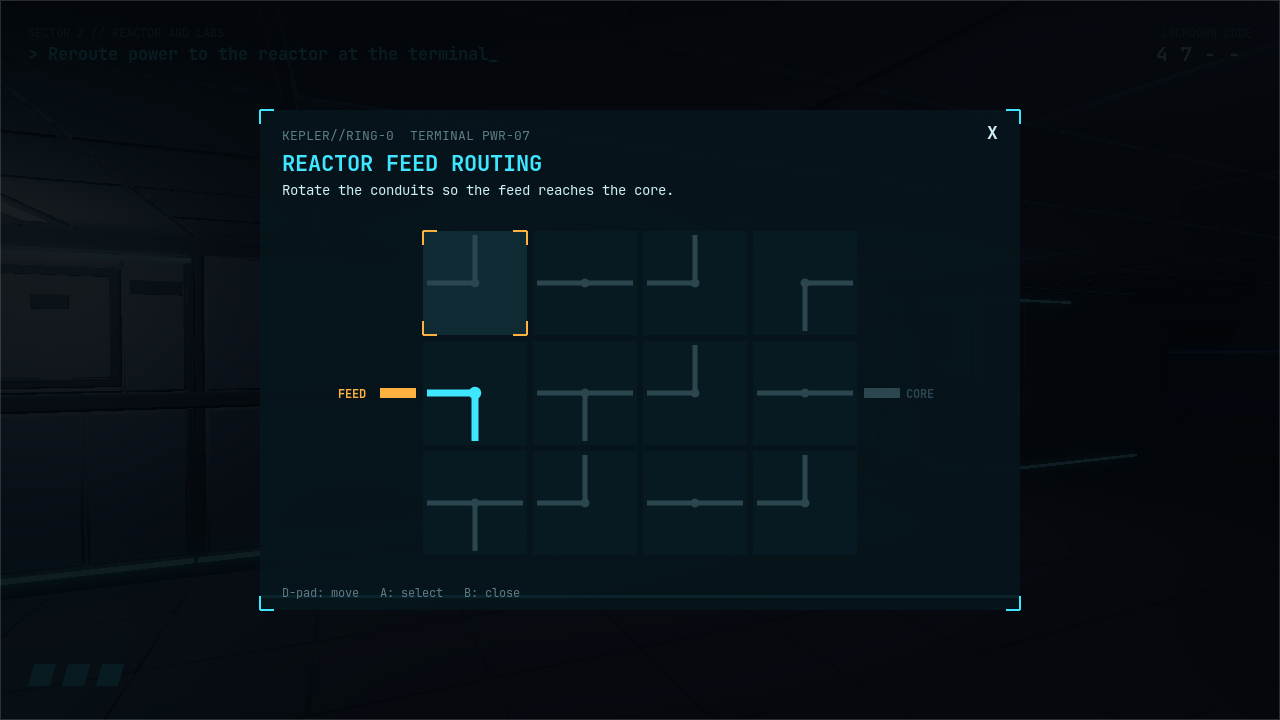 SECTOR 2 // REACTOR AND LABS
LOCKDOWN CODE
> Reroute power to the reactor at the terminal_
4 7 - -
KEPLER//RING-0 TERMINAL PWR-07
X
REACTOR FEED ROUTING
Rotate the conduits so the feed reaches the core.
FEED
CORE
D-pad: move A: select B: close